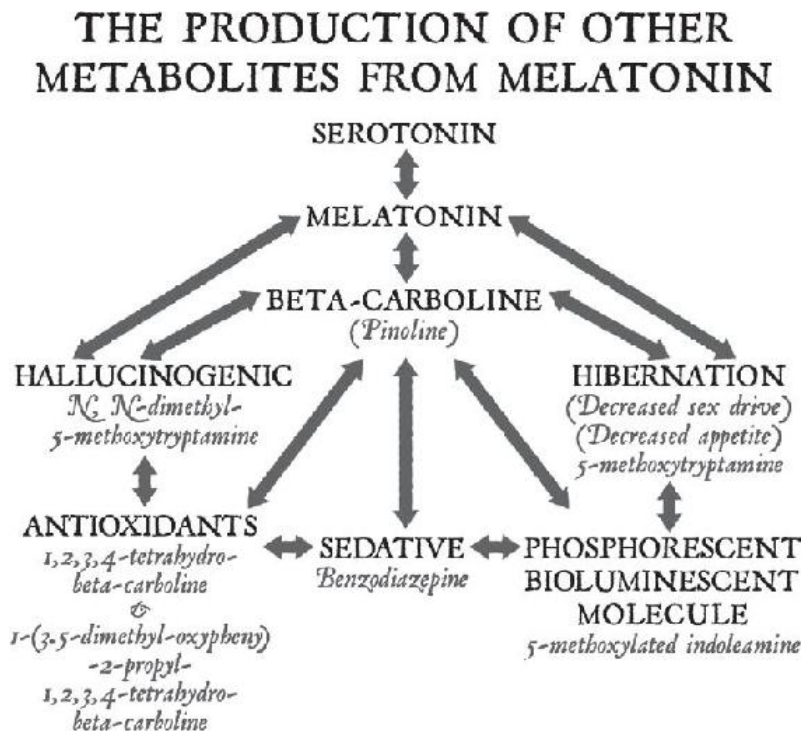 THE PRODUCTION OF OTHER
METABOLITES FROM MELATONIN
SEROTONIN
MELATONIN
BETA-CARBOLINE
(Pinoline)
HALLUCINOGENIC
N, N-dimethyl-
5-methoxytryptamine
HIBERNATION
(Decreased sex drive)
(Decreased appetite)
5-methoxytryptamine
ANTIOXIDANTS
1,2,3,4-tetrahydro-
beta-carboline
&
1-(3.5-dimethyl-oxypheny)
-2-propyl-
1,2,3,4-tetrahydro-
beta-carboline
SEDATIVE
Benzodiazepine
PHOSPHORESCENT
BIOLUMINESCENT
MOLECULE
5-methoxylated indoleamine